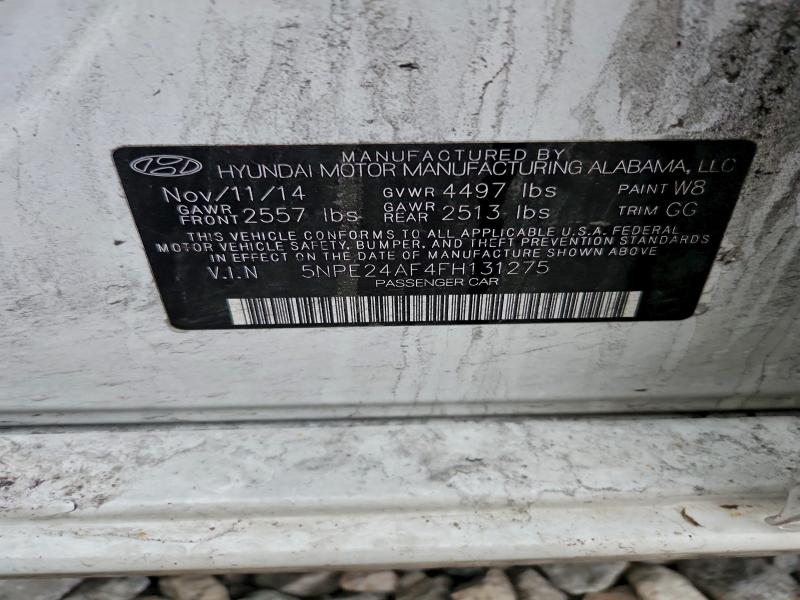 MANUFACTURED BY
HYUNDAI MOTOR MANUFACTURING ALABAMA, LLC
Nov/11/14 GVWR 4497 lbs PAINT W8
GAWR FRONT 2557 lbs GAWR REAR 2513 lbs TRIM GG
THIS VEHICLE CONFORMS TO ALL APPLICABLE U.S.A. FEDERAL
MOTOR VEHICLE SAFETY, BUMPER, AND THEFT PREVENTION STANDARDS
IN EFFECT ON THE DATE OF MANUFACTURE SHOWN ABOVE
V.I.N 5NPE24AF4FH131275
PASSENGER CAR